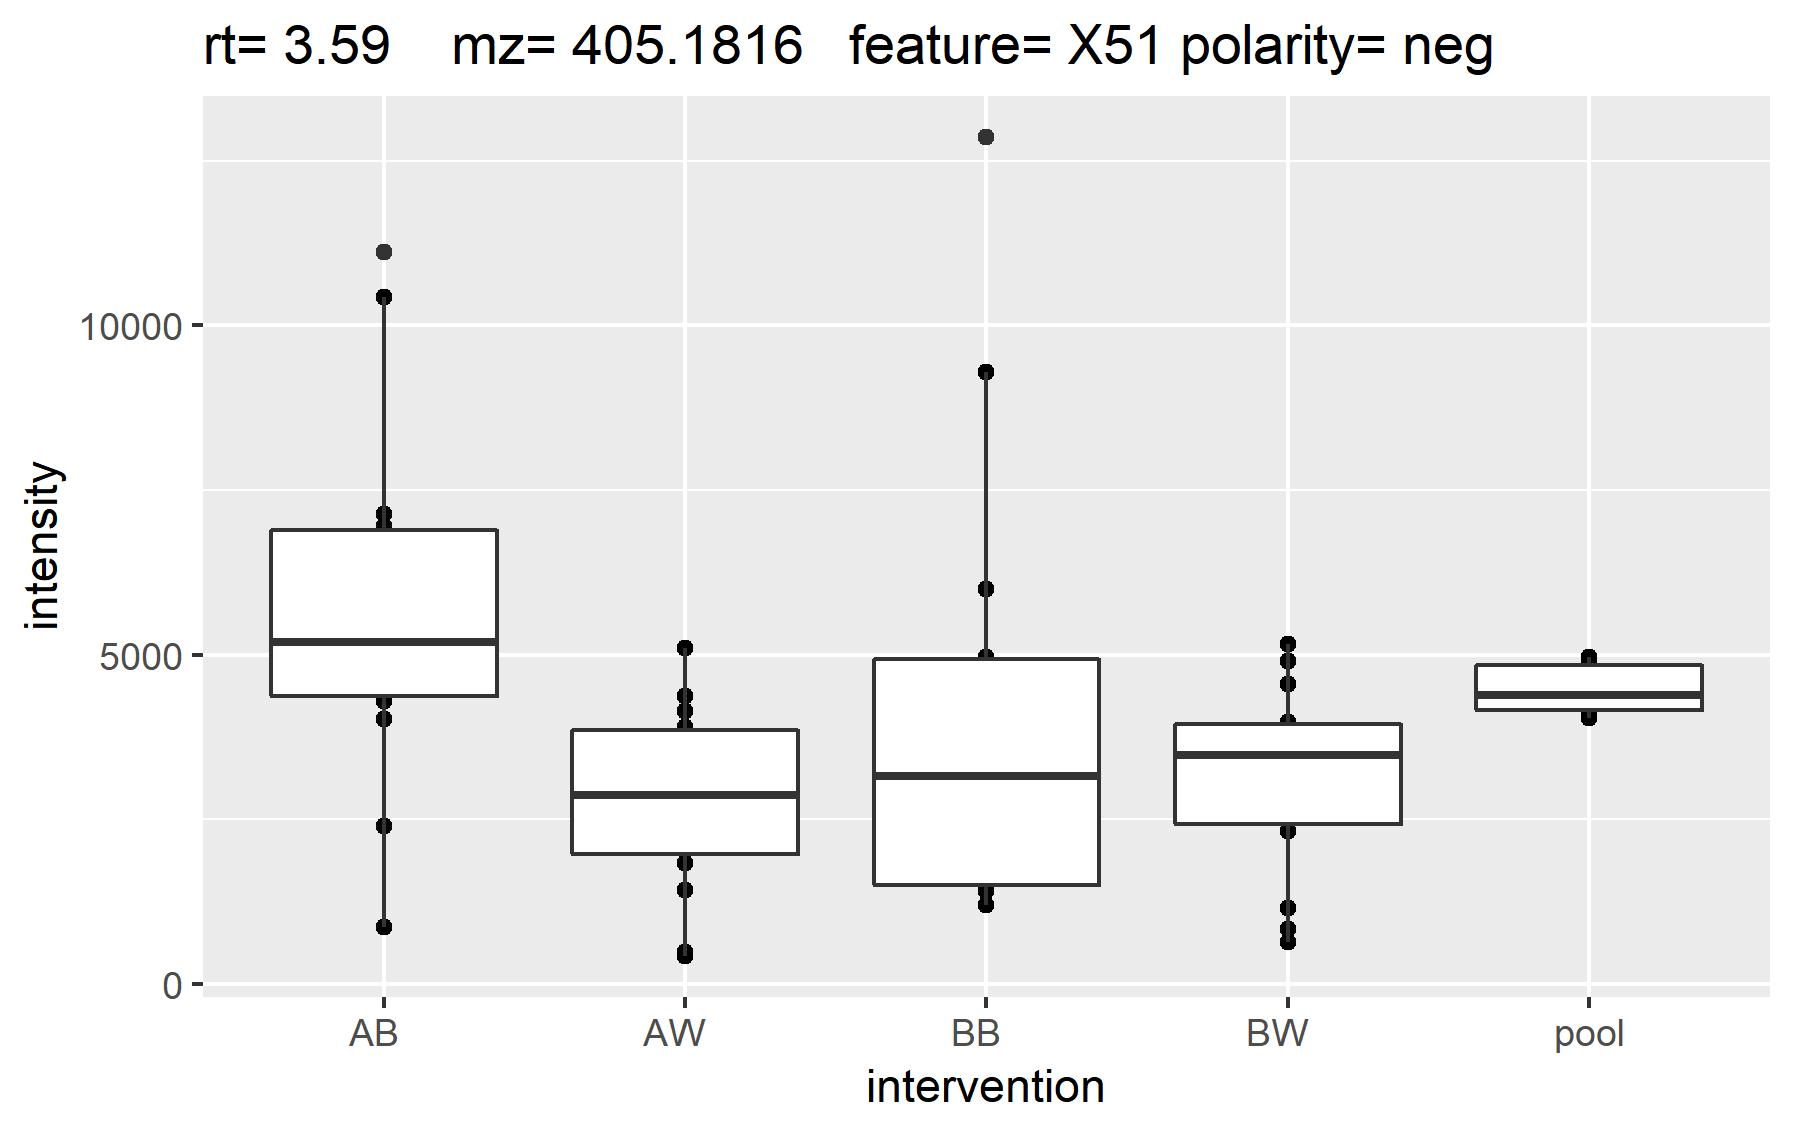 rt= 3.59 mz= 405.1816 feature= X51 polarity= neg
intensity
10000
5000
0
AB AW BB BW pool
intervention